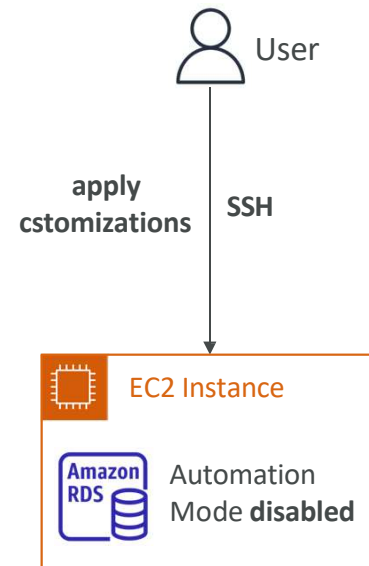 User
apply
cstomizations
SSH
EC2 Instance
Amazon
RDS
Automation
Mode disabled